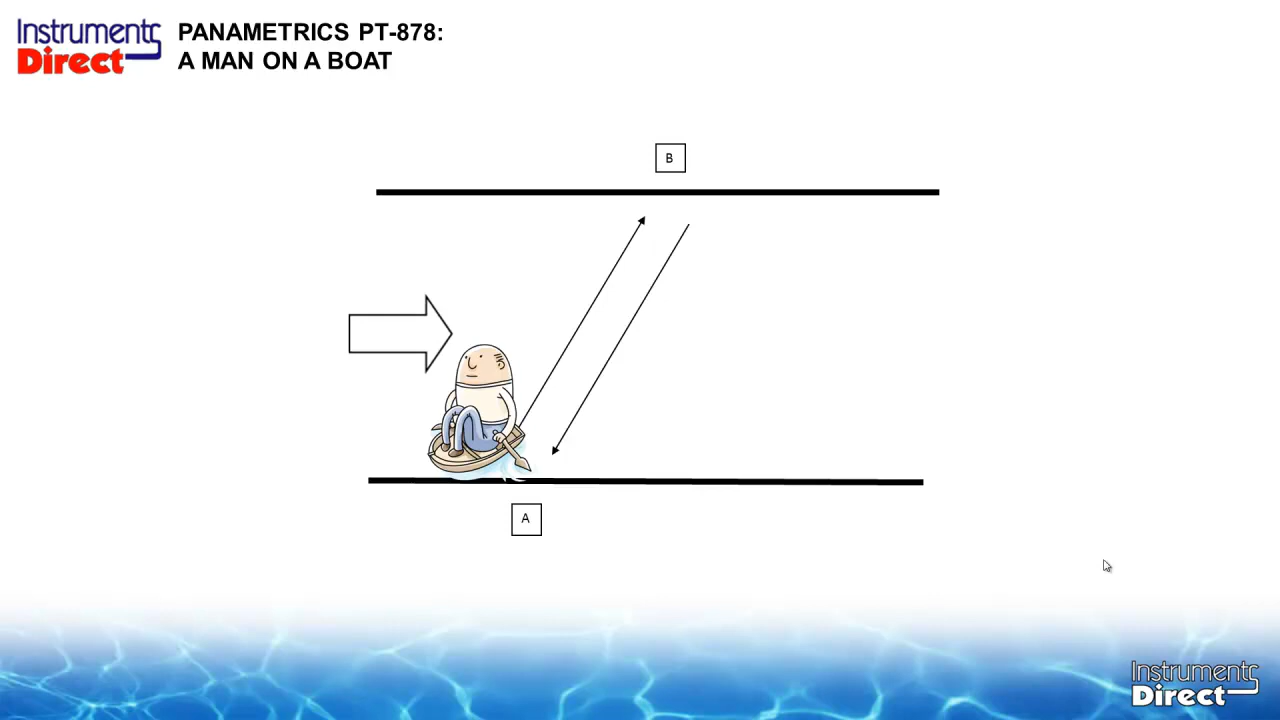 Instruments
Direct
PANAMETRICS PT-878:
A MAN ON A BOAT
B
A
Instruments
Direct